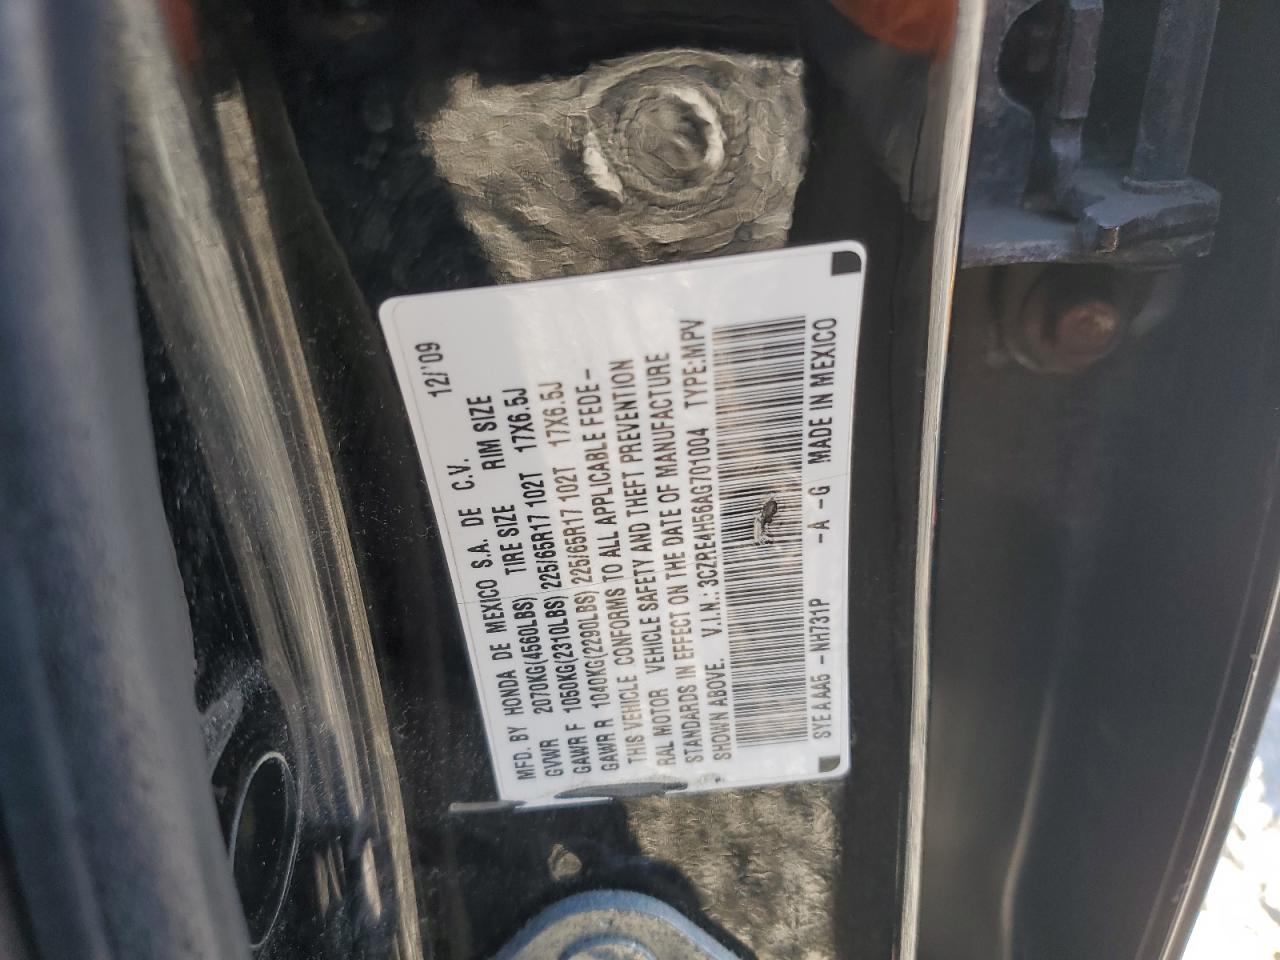 MFD. BY HONDA DE MEXICO S.A. DE C.V. 12/'09
GVWR 2070KG(4560LBS) TIRE SIZE RIM SIZE
GAWR F 1050KG(2310LBS) 225/65R17 102T 17X6.5J
GAWR R 1040KG(2290LBS) 225/65R17 102T 17X6.5J
THIS VEHICLE CONFORMS TO ALL APPLICABLE FEDE-
RAL MOTOR VEHICLE SAFETY AND THEFT PREVENTION
STANDARDS IN EFFECT ON THE DATE OF MANUFACTURE
SHOWN ABOVE. V.I.N.: 3CZRE4H56AG701004 TYPE:MPV
SYEAAA5 - NH731P -A -G MADE IN MEXICO